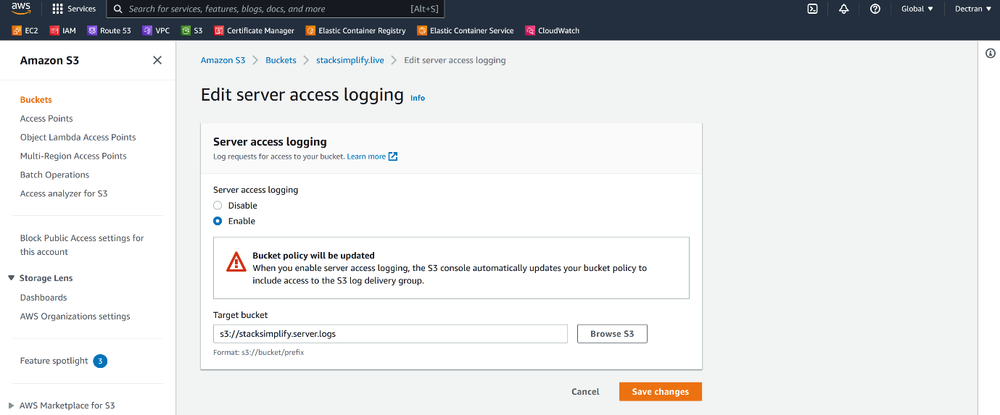 aws
Services
Search for services, features, blogs, docs, and more [Alt+S]
Global ▼
Dectran ▼
EC2 IAM Route 53 VPC S3 Certificate Manager Elastic Container Registry Elastic Container Service CloudWatch
Amazon S3
Buckets
Access Points
Object Lambda Access Points
Multi-Region Access Points
Batch Operations
Access analyzer for S3
Block Public Access settings for
this account
Storage Lens
Dashboards
AWS Organizations settings
Feature spotlight 3
AWS Marketplace for S3
Amazon S3 > Buckets > stacksimplify.live > Edit server access logging
Edit server access logging Info
Server access logging
Log requests for access to your bucket. Learn more
Server access logging
Disable
Enable
Bucket policy will be updated
When you enable server access logging, the S3 console automatically updates your bucket policy to
include access to the S3 log delivery group.
Target bucket
s3://stacksimplify.server.logs
Browse S3
Format: s3://bucket/prefix
Cancel
Save changes